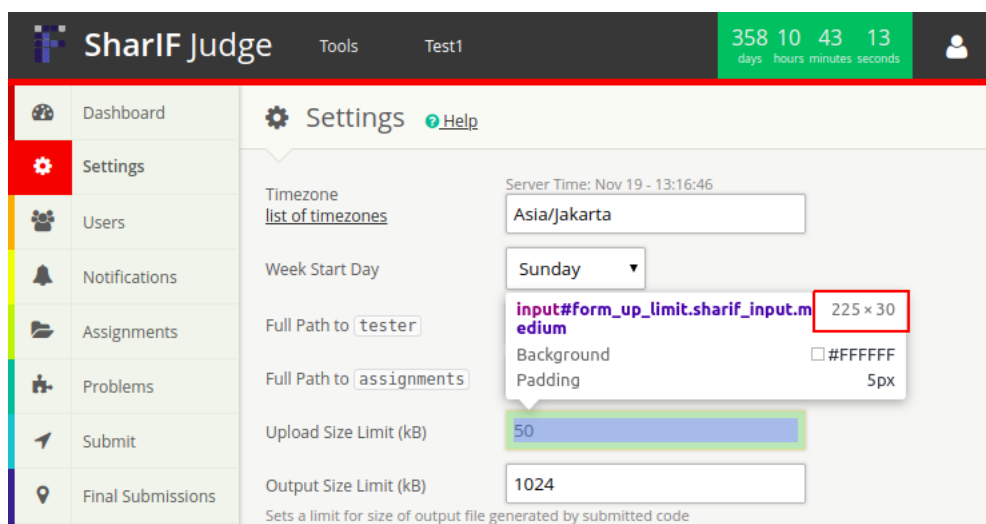 SharIF Judge Tools Test1 358 10 43 13
days hours minutes seconds
Dashboard
Settings
Users
Notifications
Assignments
Problems
Submit
Final Submissions
Settings Help
Server Time: Nov 19 - 13:16:46
Timezone
list of timezones
Asia/Jakarta
Week Start Day Sunday
input#form_up_limit.sharif_input.m 225 × 30
edium
Background #FFFFFF
Padding 5px
Full Path to tester
Full Path to assignments
Upload Size Limit (kB) 50
Output Size Limit (kB) 1024
Sets a limit for size of output file generated by submitted code